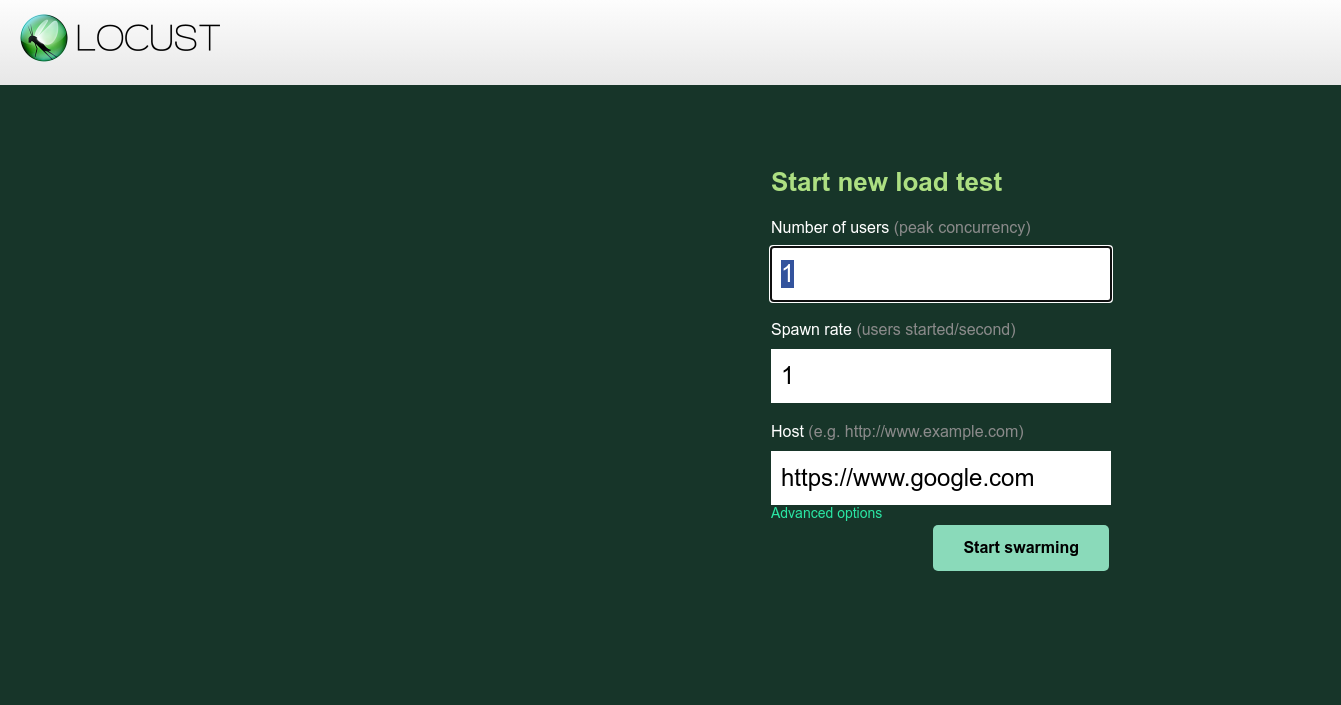 LOCUST
Start new load test
Number of users (peak concurrency)
1
Spawn rate (users started/second)
1
Host (e.g. http://www.example.com)
https://www.google.com
Advanced options
Start swarming